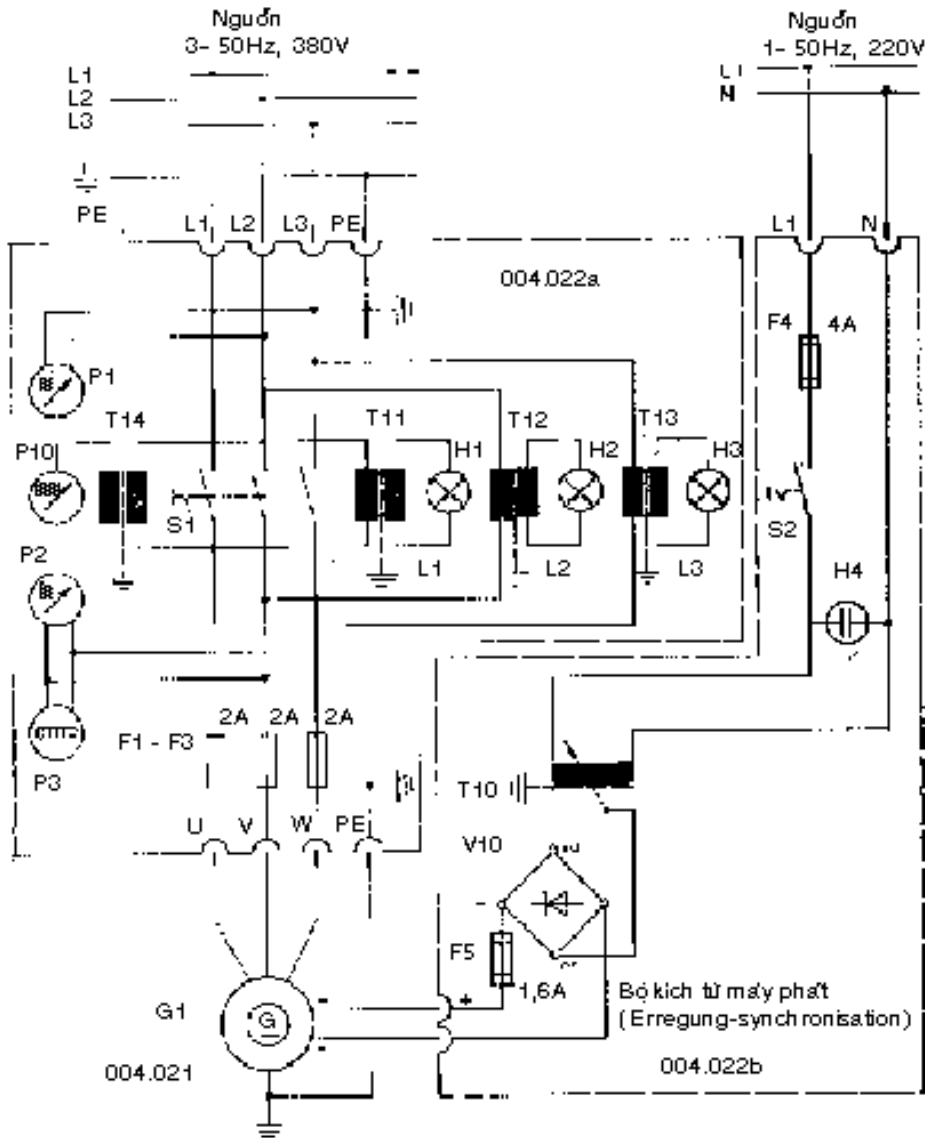 Nguồn
3~ 50Hz, 380V
Nguồn
1~ 50Hz, 220V
L1
L2
L3
PE
L1
N
L1 L2 L3 PE
L1 N
004.022a
F4 4A
P1
T14 T11 T12 T13
P10 H1 H2 H3
S1 S2
P2 L1 L2 L3 H4
2A 2A 2A
F1 - F3
P3 T10
U V W PE
V10
-
F5
+
1,6A
G1
G
Bộ kích từ máy phát
(Erregung-synchronisation)
004.021 004.022b